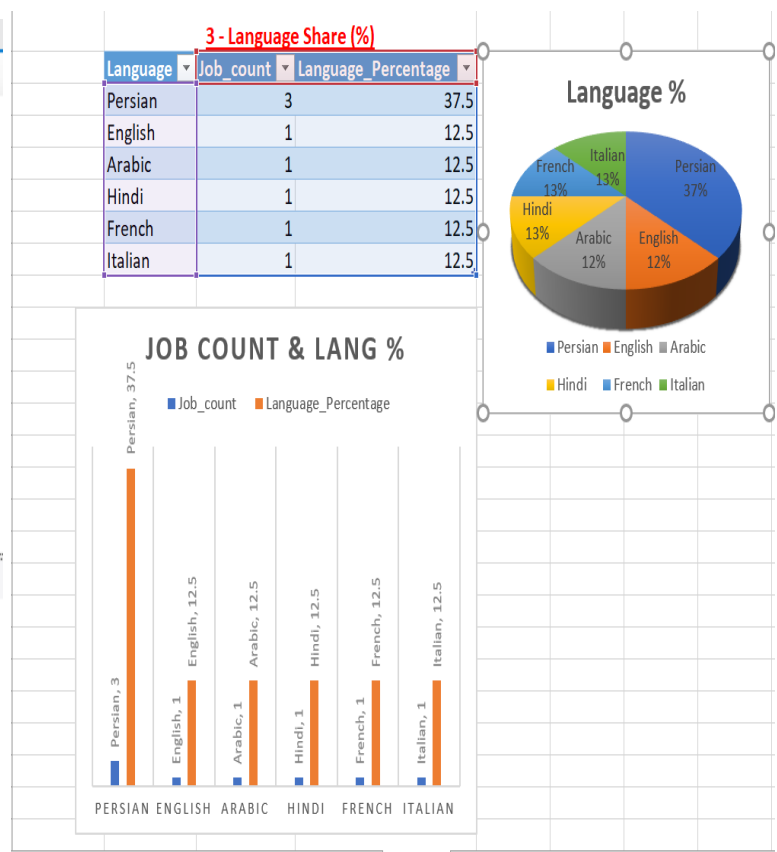 3 - Language Share (%)
Language Job_count Language_Percentage
Persian 3 37.5
English 1 12.5
Arabic 1 12.5
Hindi 1 12.5
French 1 12.5
Italian 1 12.5
Language %
Persian
37%
English
12%
Arabic
12%
Hindi
13%
French
13%
Italian
13%
Persian English Arabic
Hindi French Italian
JOB COUNT & LANG %
Job_count Language_Percentage
Persian, 3
Persian, 37.5
English, 1
English, 12.5
Arabic, 1
Arabic, 12.5
Hindi, 1
Hindi, 12.5
French, 1
French, 12.5
Italian, 1
Italian, 12.5
PERSIAN ENGLISH ARABIC HINDI FRENCH ITALIAN